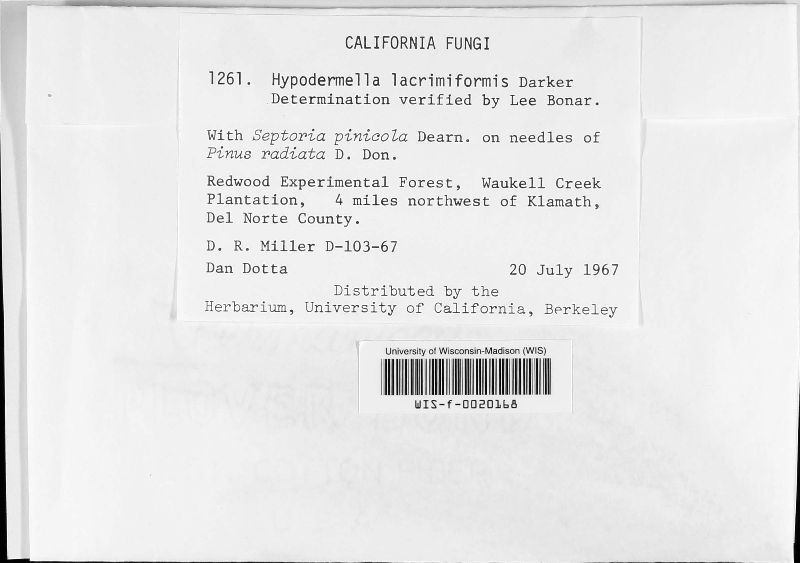 CALIFORNIA FUNGI
1261. Hypodermella lacrimiformis Darker
Determination verified by Lee Bonar.
With Septoria pinicola Dearn. on needles of
Pinus radiata D. Don.
Redwood Experimental Forest, Waukell Creek
Plantation, 4 miles northwest of Klamath,
Del Norte County.
D. R. Miller D-103-67
Dan Dotta 20 July 1967
Distributed by the
Herbarium, University of California, Berkeley
University of Wisconsin-Madison (WIS)
WIS-f-0020168